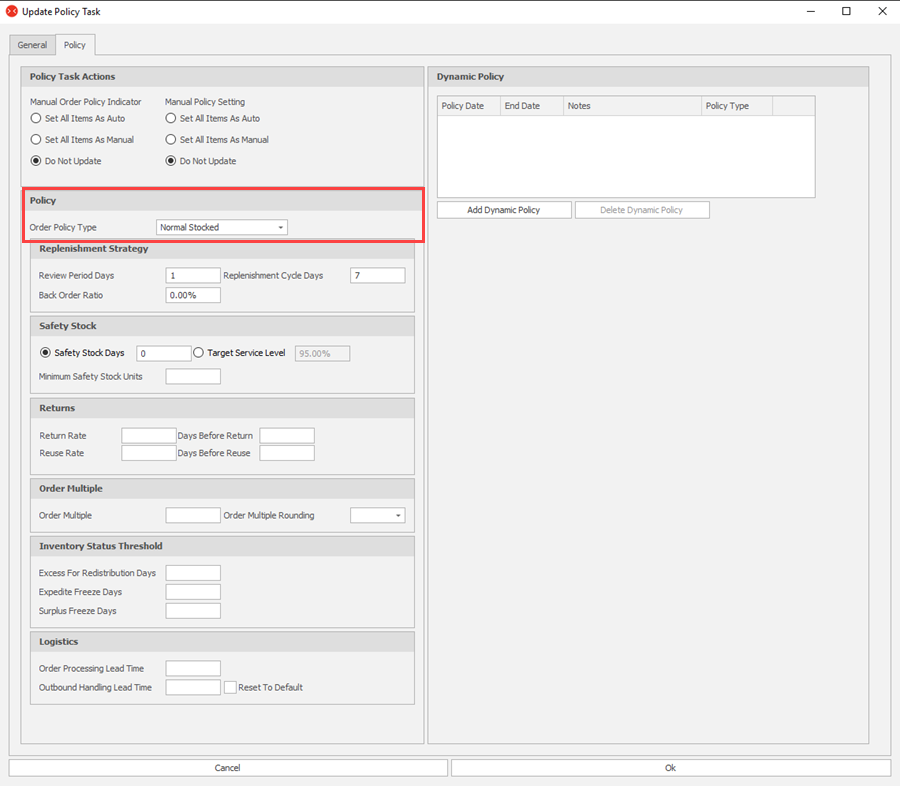 Update Policy Task
General Policy
Policy Task Actions
Manual Order Policy Indicator Manual Policy Setting
Set All Items As Auto Set All Items As Auto
Set All Items As Manual Set All Items As Manual
Do Not Update Do Not Update
Policy
Order Policy Type Normal Stocked
Replenishment Strategy
Review Period Days 1 Replenishment Cycle Days 7
Back Order Ratio 0.00%
Safety Stock
Safety Stock Days 0 Target Service Level 95.00%
Minimum Safety Stock Units
Returns
Return Rate Days Before Return
Reuse Rate Days Before Reuse
Order Multiple
Order Multiple Order Multiple Rounding
Inventory Status Threshold
Excess For Redistribution Days
Expedite Freeze Days
Surplus Freeze Days
Logistics
Order Processing Lead Time
Outbound Handling Lead Time Reset To Default
Dynamic Policy
Policy Date End Date Notes Policy Type
Add Dynamic Policy Delete Dynamic Policy
Cancel Ok